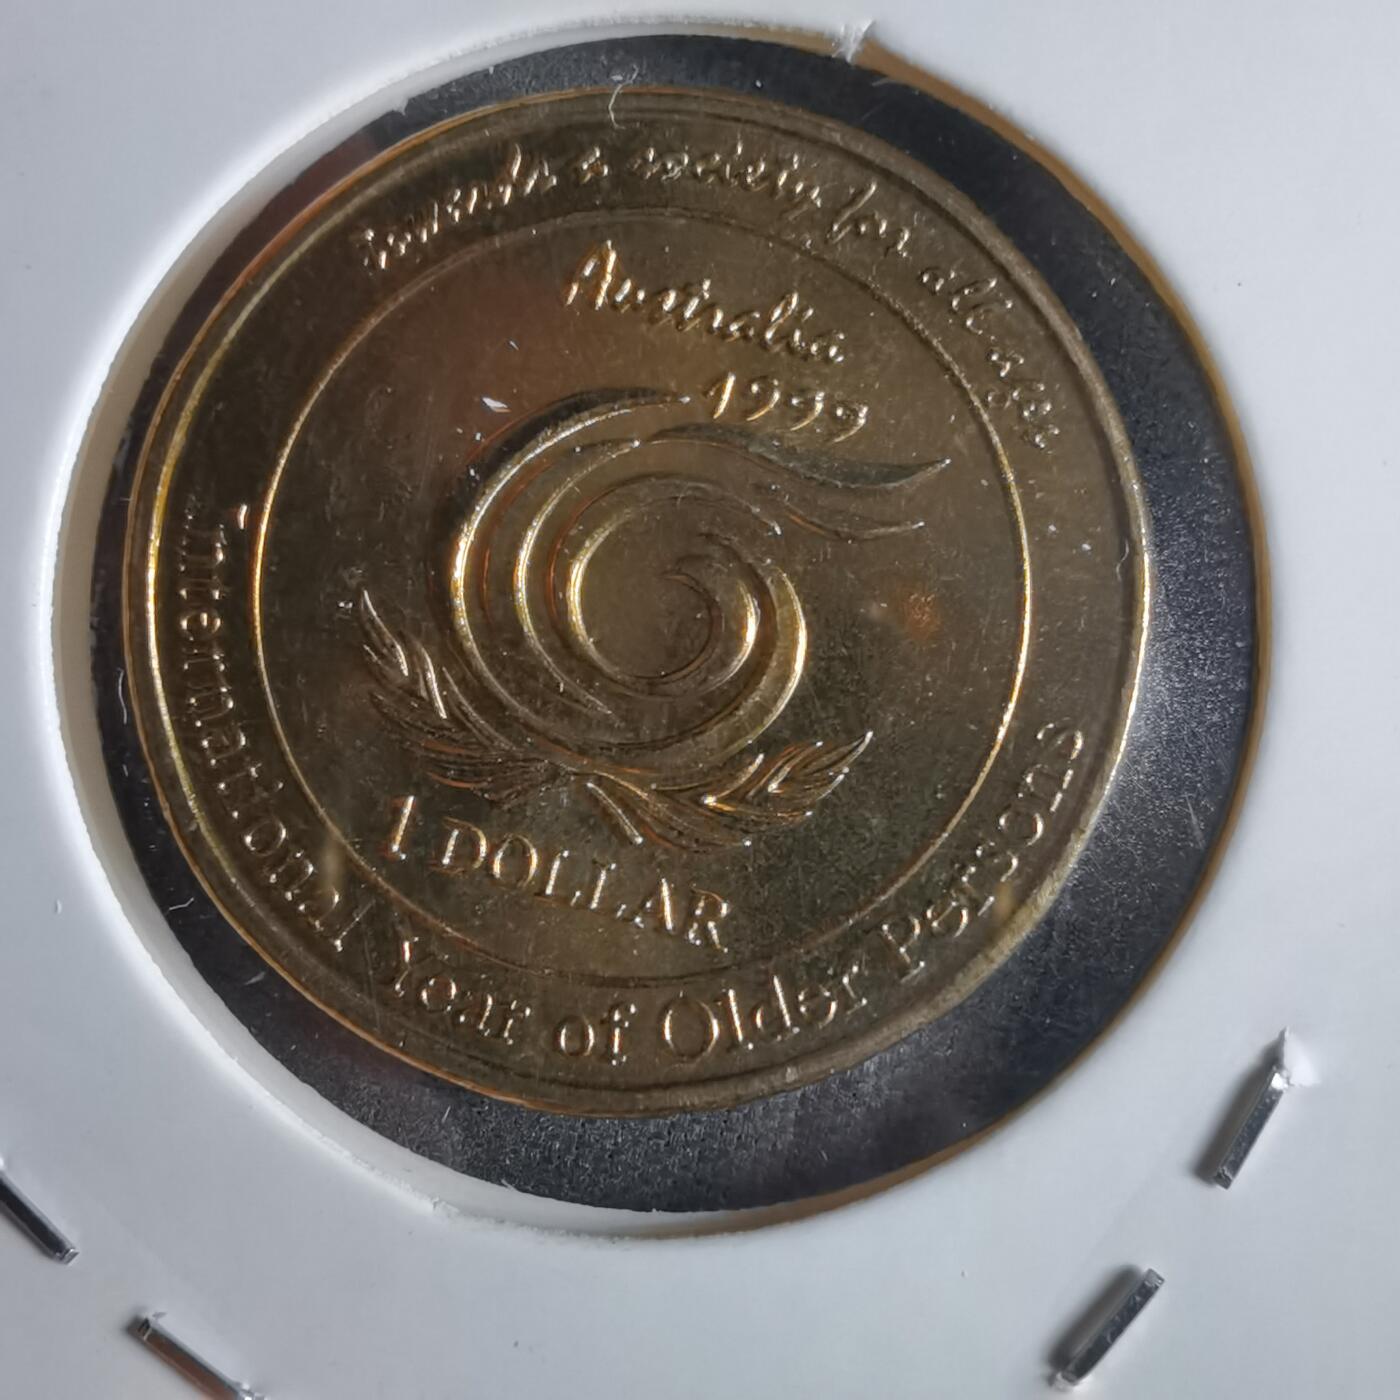 Towards a society for all ages
Australia
1999
1 DOLLAR
International Year of Older Persons